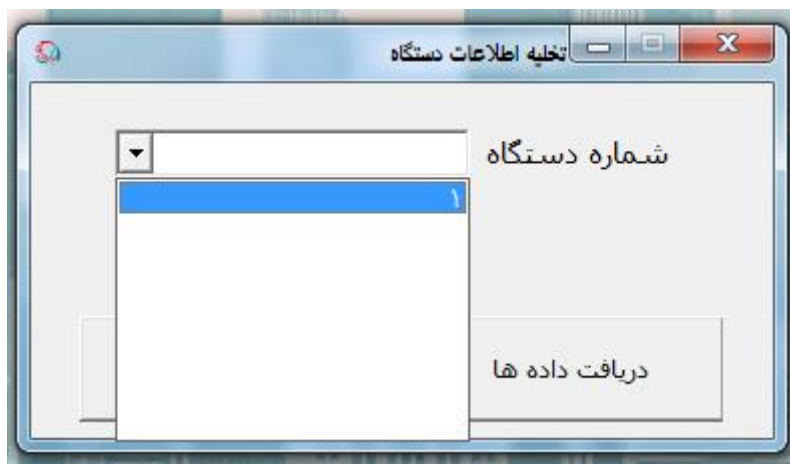 تخلیه اطلاعات دستگاه
شماره دستگاه
۱
دریافت داده ها